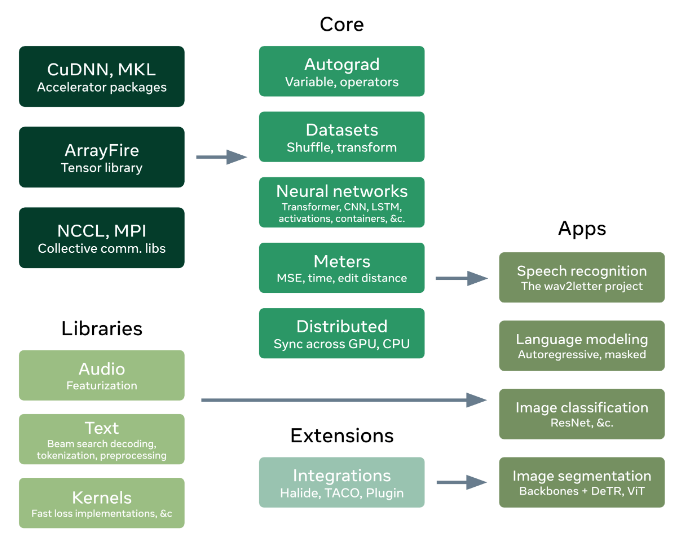 CuDNN, MKL
Accelerator packages
ArrayFire
Tensor library
NCCL, MPI
Collective comm. libs
Core
Autograd
Variable, operators
Datasets
Shuffle, transform
Neural networks
Transformer, CNN, LSTM,
activations, containers, &c.
Meters
MSE, time, edit distance
Distributed
Sync across GPU, CPU
Libraries
Audio
Featurization
Text
Beam search decoding,
tokenization, preprocessing
Kernels
Fast loss implementations, &c
Extensions
Integrations
Halide, TACO, Plugin
Apps
Speech recognition
The wav2letter project
Language modeling
Autoregressive, masked
Image classification
ResNet, &c.
Image segmentation
Backbones + DeTR, ViT